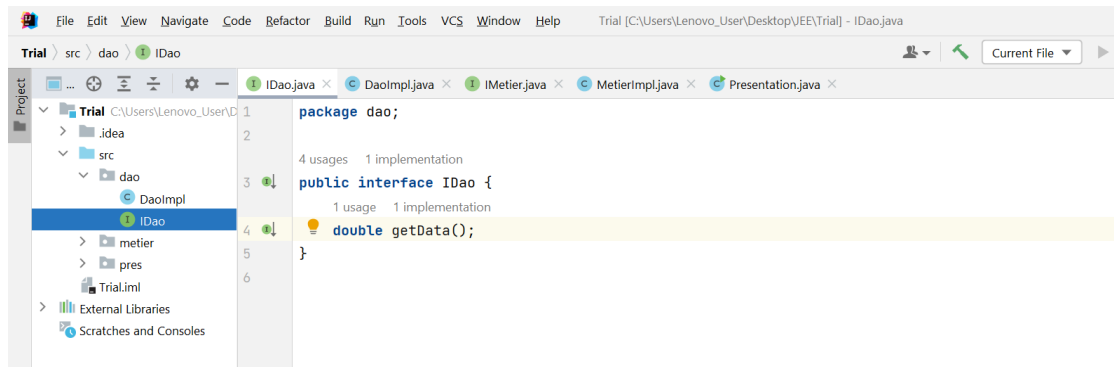 File Edit View Navigate Code Refactor Build Run Tools VCS Window Help Trial [C:\Users\Lenovo_User\Desktop\JEE\Trial] - IDao.java
Trial src dao I IDao Current File
Project ... I IDao.java C DaoImpl.java I IMetier.java C MetierImpl.java C Presentation.java
Trial C:\Users\Lenovo_User\D 1 package dao;
.idea 2
src 4 usages 1 implementation
dao 3 public interface IDao {
C DaoImpl 1 usage 1 implementation
I IDao 4 double getData();
metier 5 }
pres 6
Trial.iml
External Libraries
Scratches and Consoles